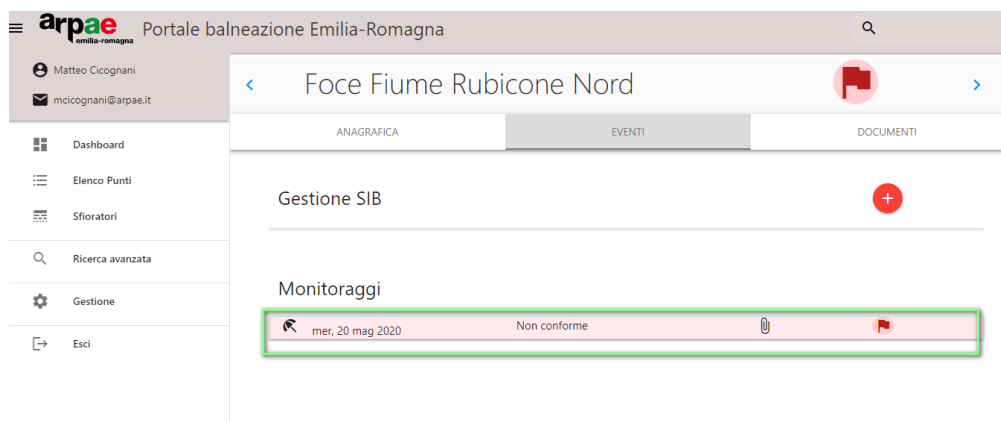 arpae
emilia-romagna
Portale balneazione Emilia-Romagna
Matteo Cicognani
mcicognani@arpae.it
Dashboard
Elenco Punti
Sfioratori
Ricerca avanzata
Gestione
Esci
Foce Fiume Rubicone Nord
ANAGRAFICA EVENTI DOCUMENTI
Gestione SIB
Monitoraggi
mer, 20 mag 2020 Non conforme